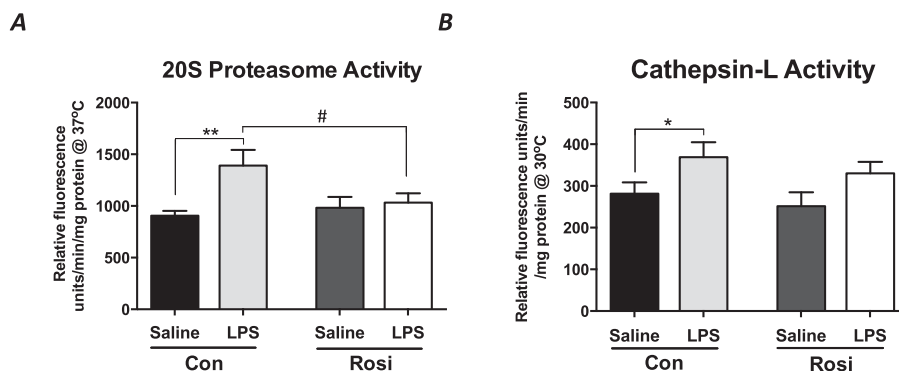 A
B
20S Proteasome Activity
Relative fluorescence
units/min/mg protein @ 37°C
2000
1500
1000
500
0
**
#
Saline
LPS
Saline
LPS
Con
Rosi
Cathepsin-L Activity
Relative fluorescence units/min
/mg protein @ 30°C
500
400
300
200
100
0
*
Saline
LPS
Saline
LPS
Con
Rosi